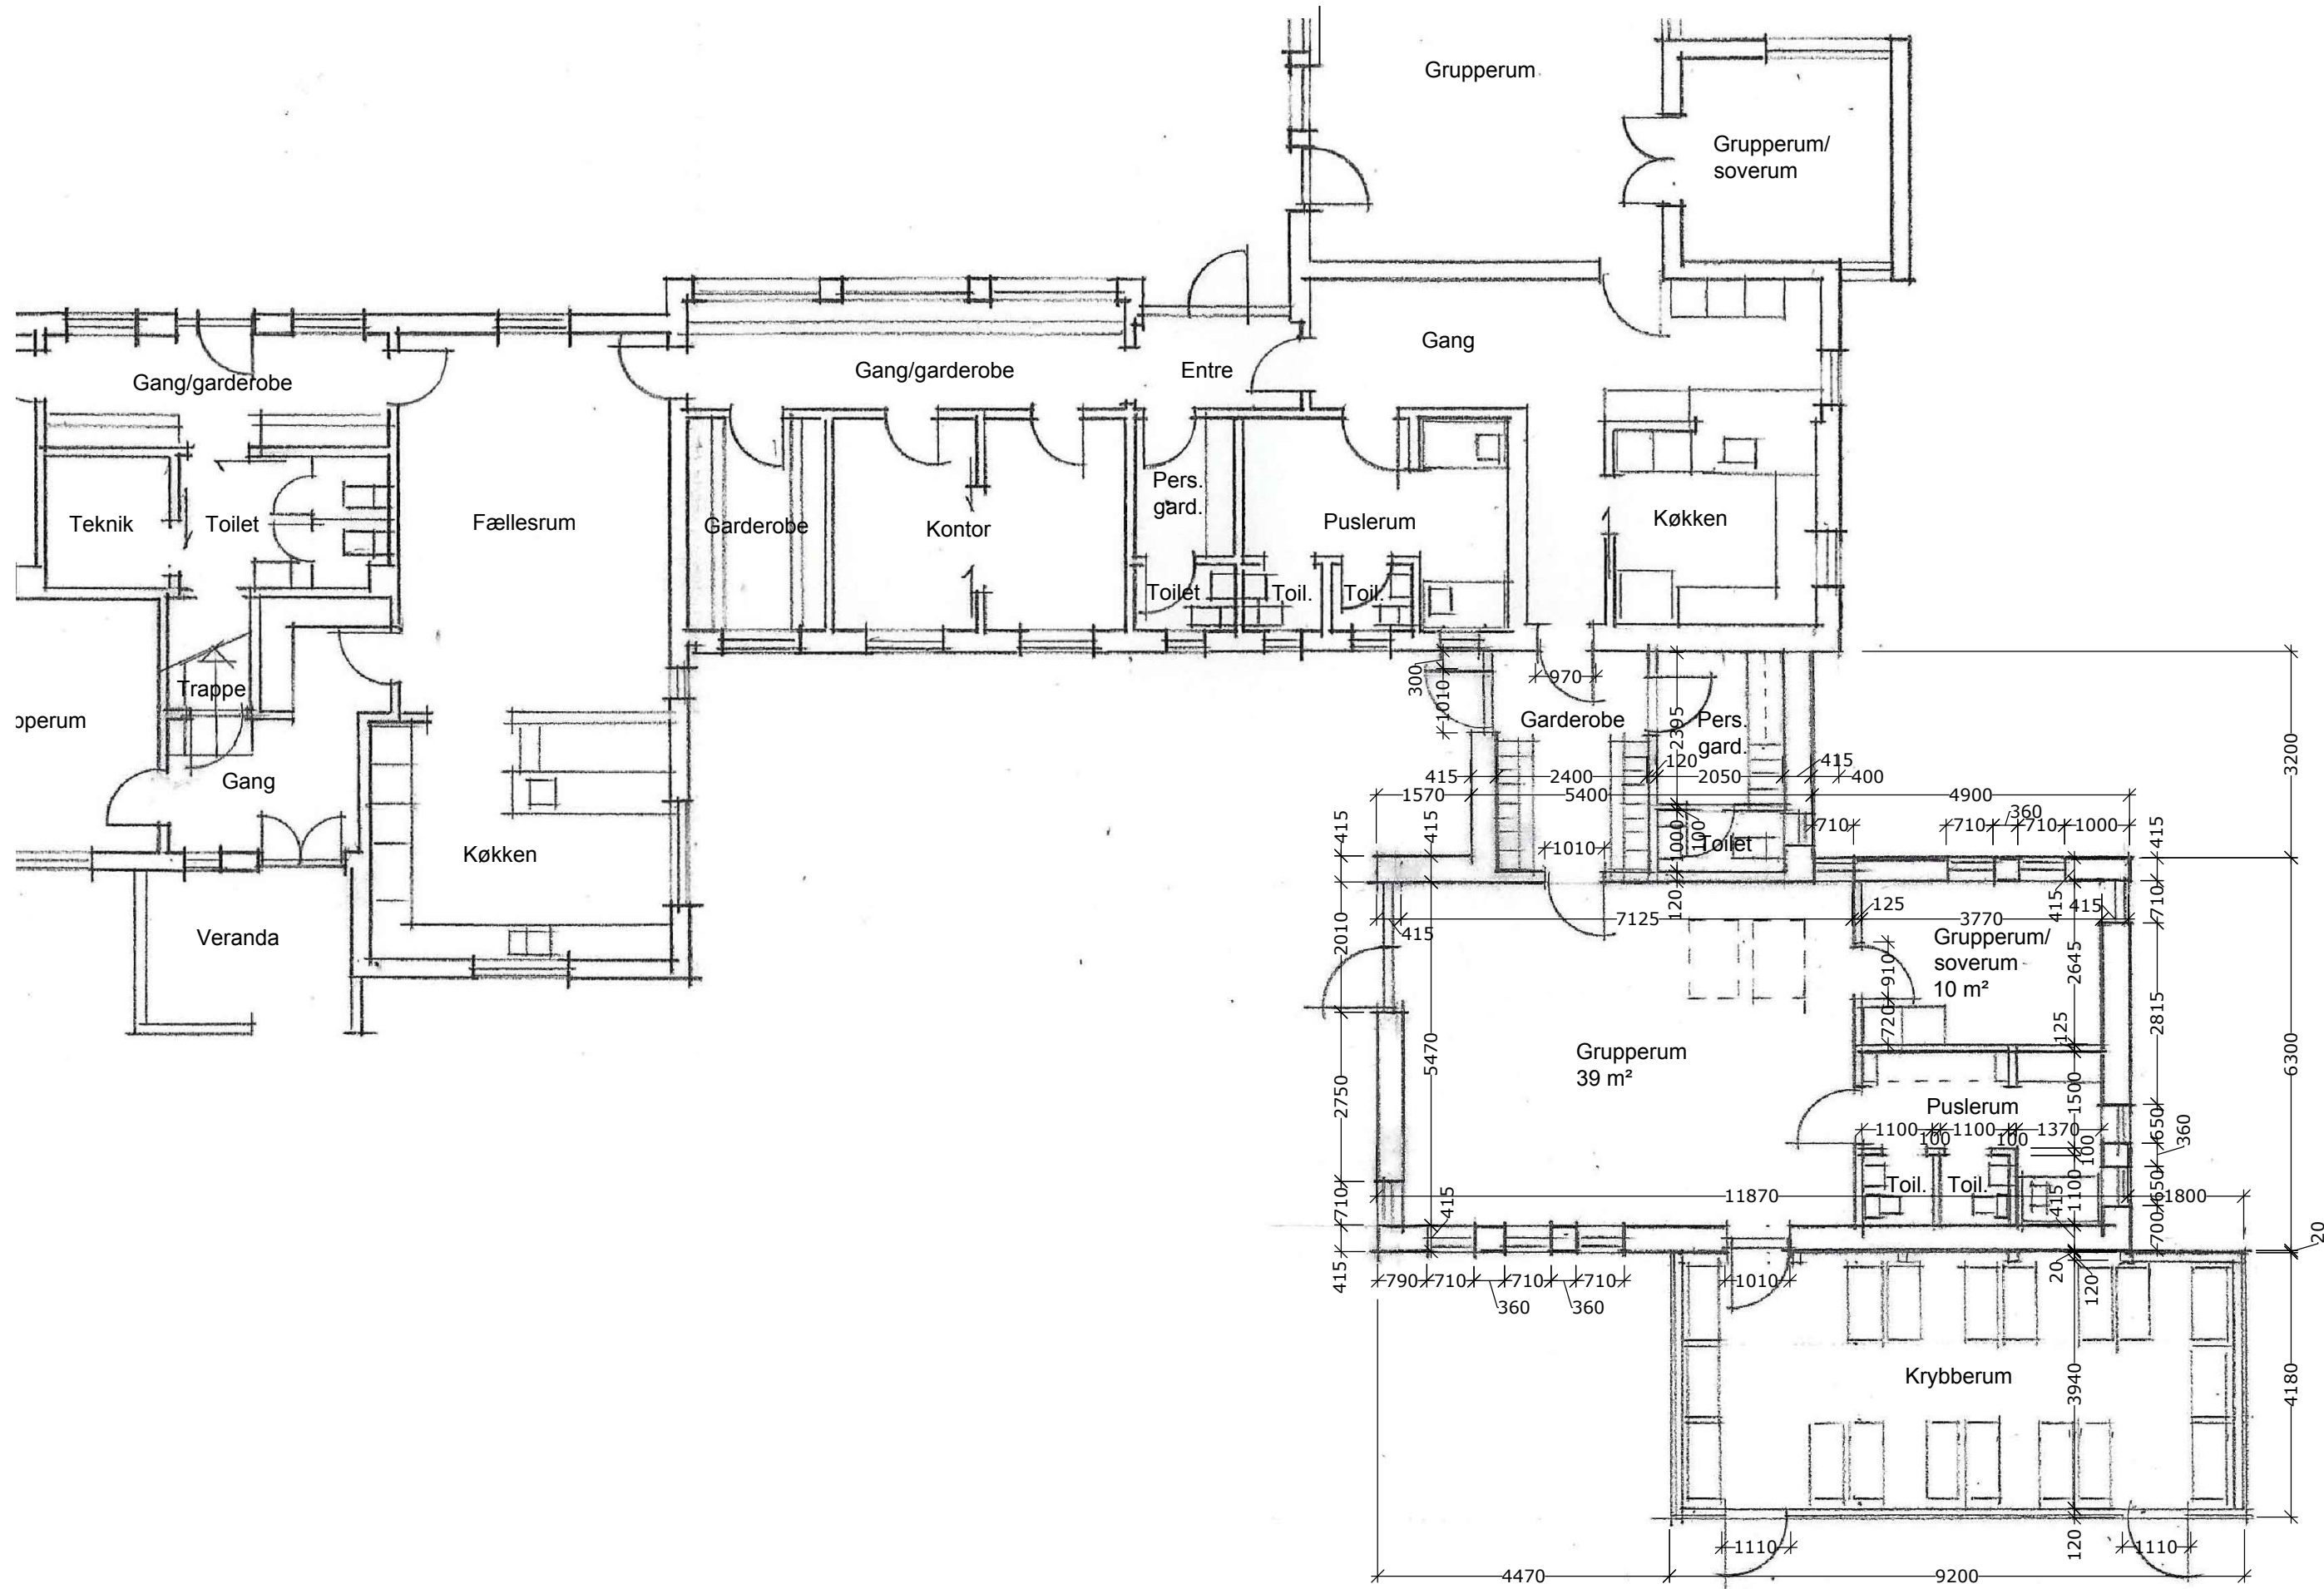 Grupperum
Grupperum/
soverum
Gang/garderobe
Gang/garderobe
Entre
Gang
Teknik
Toilet
Fællesrum
Garderobe
Kontor
Pers.
gard.
Puslerum
Køkken
Toilet
Toil.
Toil.
pperum
Trappe
Gang
Køkken
Veranda
300
1010
970
Garderobe
Pers.
gard.
2395
120
415
2400
2050
415
400
3200
1570
5400
4900
415
415
1010
1000
100
Toilet
710
710
360
710
1000
415
120
2010
415
7125
125
3770
415
415
710
Grupperum/
soverum
10 m²
910
720
2645
125
2815
6300
5470
2750
Grupperum
39 m²
Puslerum
1500
650
360
1100
100
1100
100
1370
100
Toil.
Toil.
415
1100
650
700
710
415
11870
1800
415
20
790
710
360
710
360
710
1010
20
120
Krybberum
3940
4180
1110
120
1110
4470
9200